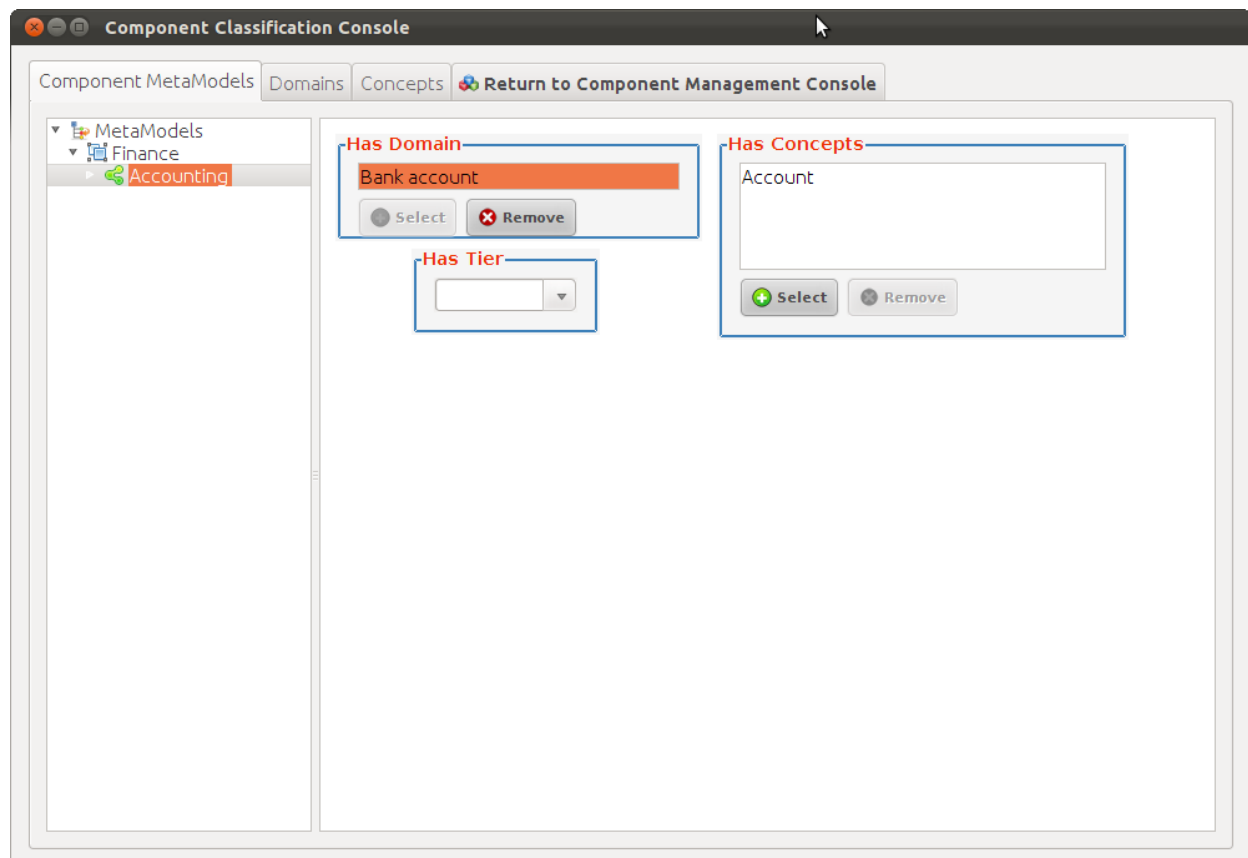 Component Classification Console
Component MetaModels Domains Concepts Return to Component Management Console
MetaModels
Finance
Accounting
Has Domain
Bank account
Select Remove
Has Tier
Has Concepts
Account
Select Remove